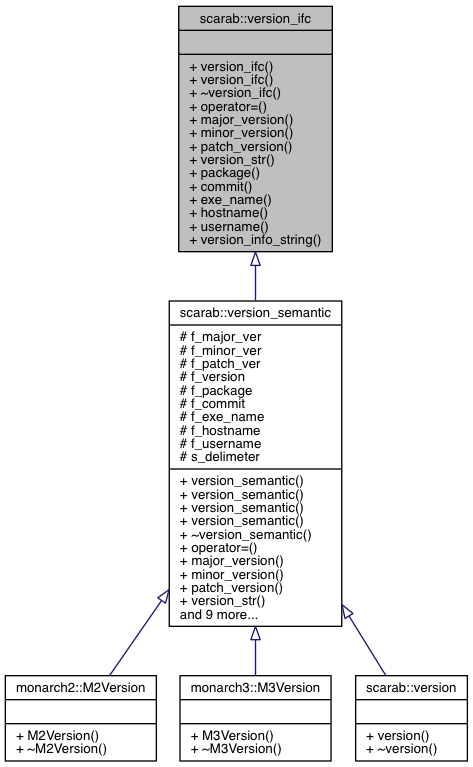 scarab::version_ifc
+ version_ifc()
+ version_ifc()
+ ~version_ifc()
+ operator=()
+ major_version()
+ minor_version()
+ patch_version()
+ version_str()
+ package()
+ commit()
+ exe_name()
+ hostname()
+ username()
+ version_info_string()
scarab::version_semantic
# f_major_ver
# f_minor_ver
# f_patch_ver
# f_version
# f_package
# f_commit
# f_exe_name
# f_hostname
# f_username
# s_delimeter
+ version_semantic()
+ version_semantic()
+ version_semantic()
+ version_semantic()
+ ~version_semantic()
+ operator=()
+ major_version()
+ minor_version()
+ patch_version()
+ version_str()
and 9 more...
monarch2::M2Version
+ M2Version()
+ ~M2Version()
monarch3::M3Version
+ M3Version()
+ ~M3Version()
scarab::version
+ version()
+ ~version()